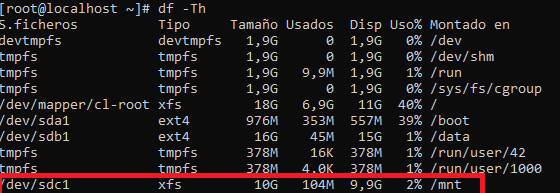 [root@localhost ~]# df -Th
S.ficheros Tipo Tamaño Usados Disp Uso% Montado en
devtmpfs devtmpfs 1,9G 0 1,9G 0% /dev
tmpfs tmpfs 1,9G 0 1,9G 0% /dev/shm
tmpfs tmpfs 1,9G 9,9M 1,9G 1% /run
tmpfs tmpfs 1,9G 0 1,9G 0% /sys/fs/cgroup
/dev/mapper/cl-root xfs 18G 6,9G 11G 40% /
/dev/sda1 ext4 976M 353M 557M 39% /boot
/dev/sdb1 ext4 16G 45M 15G 1% /data
tmpfs tmpfs 378M 16K 378M 1% /run/user/42
tmpfs tmpfs 378M 4,0K 378M 1% /run/user/1000
/dev/sdc1 xfs 10G 104M 9,9G 2% /mnt